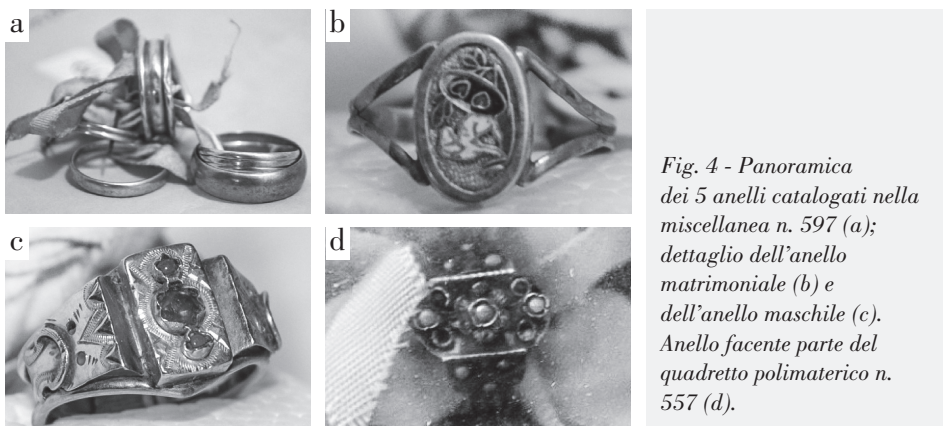 a
b
c
d
Fig. 4 - Panoramica
dei 5 anelli catalogati nella
miscellanea n. 597 (a);
dettaglio dell'anello
matrimoniale (b) e
dell'anello maschile (c).
Anello facente parte del
quadretto polimaterico n.
557 (d).